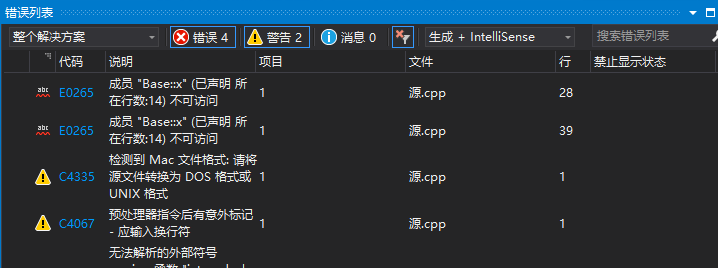 错误列表
整个解决方案 错误 4 警告 2 消息 0 生成 + IntelliSense 搜索错误列表
代码 说明 项目 文件 行 禁止显示状态
abc E0265 成员 "Base::x" (已声明 所在行数:14) 不可访问 1 源.cpp 28
abc E0265 成员 "Base::x" (已声明 所在行数:14) 不可访问 1 源.cpp 39
C4335 检测到 Mac 文件格式: 请将源文件转换为 DOS 格式或 UNIX 格式 1 源.cpp 1
C4067 预处理器指令后有意外标记 - 应输入换行符 1 源.cpp 1
无法解析的外部符号